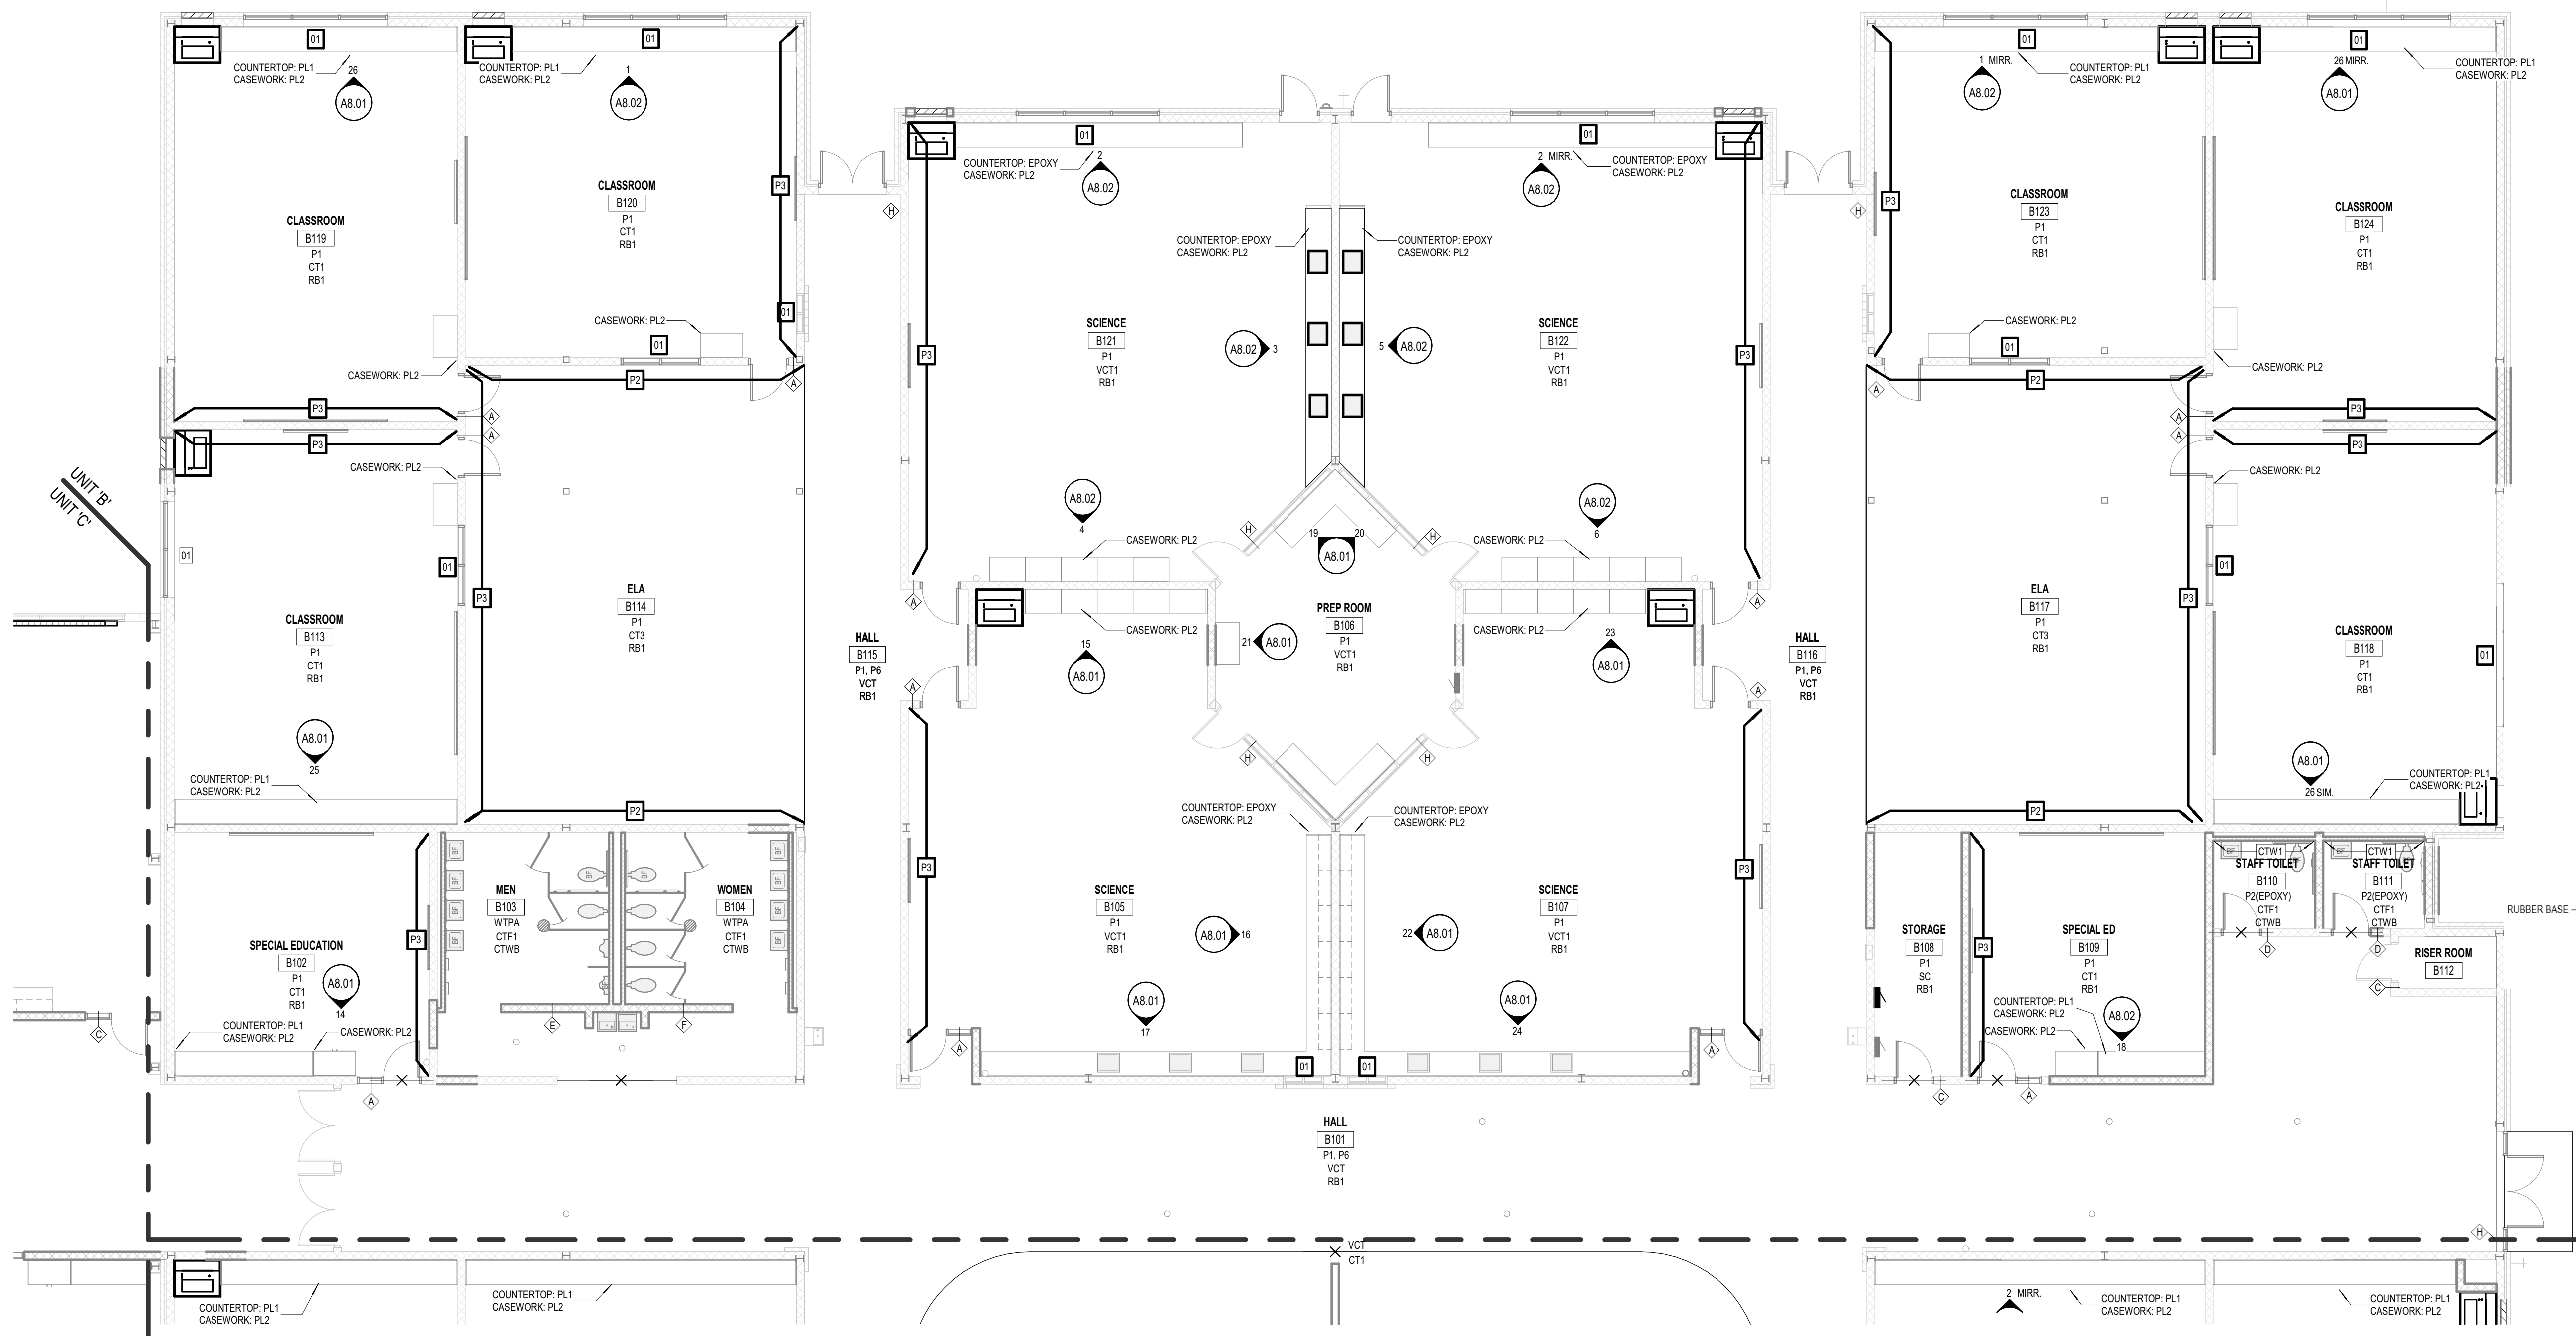 01
COUNTERTOP: PL1
CASEWORK: PL2
26
A8.01
CLASSROOM
B119
P1
CT1
RB1
CASEWORK: PL2
P3
01
COUNTERTOP: PL1
CASEWORK: PL2
1
A8.02
CLASSROOM
B120
P1
CT1
RB1
P3
01
CASEWORK: PL2
01
A
P2
H
01
COUNTERTOP: EPOXY
CASEWORK: PL2
2
A8.02
COUNTERTOP: EPOXY
CASEWORK: PL2
SCIENCE
B121
P1
VCT1
RB1
A8.02
3
P3
A8.02
4
CASEWORK: PL2
A
01
COUNTERTOP: EPOXY
CASEWORK: PL2
2 MIRR.
A8.02
COUNTERTOP: EPOXY
CASEWORK: PL2
SCIENCE
B122
P1
VCT1
RB1
5
A8.02
P3
A8.02
6
CASEWORK: PL2
A
H
01
COUNTERTOP: PL1
CASEWORK: PL2
1 MIRR.
A8.02
P3
CLASSROOM
B123
P1
CT1
RB1
CASEWORK: PL2
01
P2
A
01
COUNTERTOP: PL1
CASEWORK: PL2
26 MIRR.
A8.01
CLASSROOM
B124
P1
CT1
RB1
CASEWORK: PL2
P3
A
A
UNIT 'B'
UNIT 'C'
P3
CASEWORK: PL2
01
01
CLASSROOM
B113
P1
CT1
RB1
A8.01
25
COUNTERTOP: PL1
CASEWORK: PL2
A
A
P3
ELA
B114
P1
CT3
RB1
P2
HALL
B115
P1, P6
VCT
RB1
H
H
19
20
A8.01
PREP ROOM
B106
P1
VCT1
RB1
21
A8.01
H
H
CASEWORK: PL2
15
A8.01
A
P3
COUNTERTOP: EPOXY
CASEWORK: PL2
SCIENCE
B105
P1
VCT1
RB1
A8.01
16
A8.01
17
A
01
CASEWORK: PL2
23
A8.01
A
P3
COUNTERTOP: EPOXY
CASEWORK: PL2
SCIENCE
B107
P1
VCT1
RB1
22
A8.01
A8.01
24
A
01
HALL
B116
P1, P6
VCT
RB1
ELA
B117
P1
CT3
RB1
P3
P2
P3
CASEWORK: PL2
01
CLASSROOM
B118
P1
CT1
RB1
01
A8.01
26 SIM.
COUNTERTOP: PL1
CASEWORK: PL2
SPECIAL EDUCATION
B102
P1
CT1
RB1
A8.01
14
P3
COUNTERTOP: PL1
CASEWORK: PL2
CASEWORK: PL2
C
A
BF
BF
BF
BF
MEN
B103
WTPA
CTF1
CTWB
BF
BF
BF
BF
BF
BF
WOMEN
B104
WTPA
CTF1
CTWB
E
F
STORAGE
B108
P1
SC
RB1
C
P3
SPECIAL ED
B109
P1
CT1
RB1
COUNTERTOP: PL1
CASEWORK: PL2
CASEWORK: PL2
A8.02
18
A
BF
CTW1
STAFF TOILET
B110
P2(EPOXY)
CTF1
CTWB
D
BF
CTW1
STAFF TOILET
B111
P2(EPOXY)
CTF1
CTWB
D
RUBBER BASE
RISER ROOM
B112
C
HALL
B101
P1, P6
VCT
RB1
H
VCT
CT1
COUNTERTOP: PL1
CASEWORK: PL2
COUNTERTOP: PL1
CASEWORK: PL2
2 MIRR.
COUNTERTOP: PL1
CASEWORK: PL2
COUNTERTOP: PL1
CASEWORK: PL2